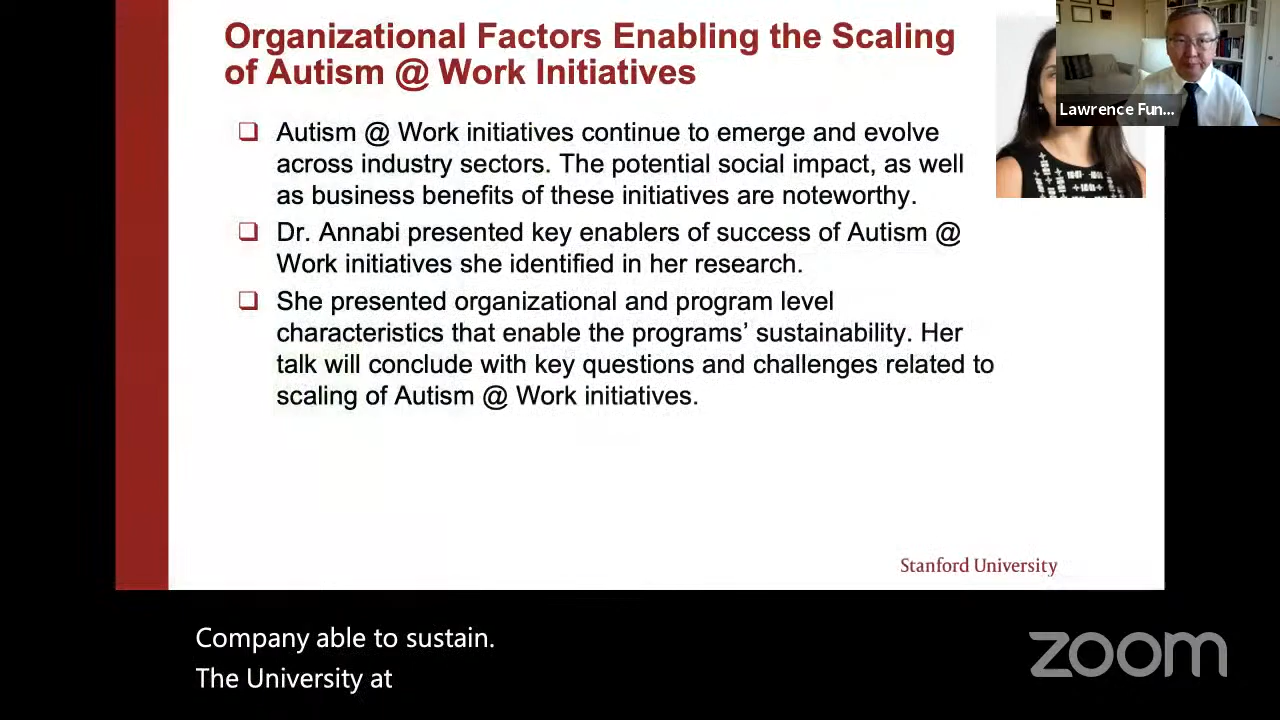 Organizational Factors Enabling the Scaling
of Autism @ Work Initiatives
Autism @ Work initiatives continue to emerge and evolve
across industry sectors. The potential social impact, as well
as business benefits of these initiatives are noteworthy.
Dr. Annabi presented key enablers of success of Autism @
Work initiatives she identified in her research.
She presented organizational and program level
characteristics that enable the programs’ sustainability. Her
talk will conclude with key questions and challenges related to
scaling of Autism @ Work initiatives.
Lawrence Fun...
Stanford University
Company able to sustain.
The University at
zoom